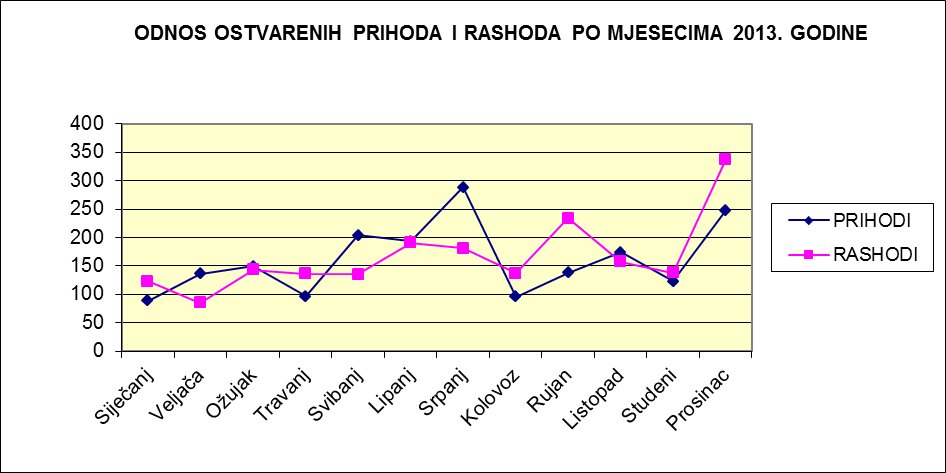 ODNOS OSTVARENIH PRIHODA I RASHODA PO MJESECIMA 2013. GODINE
400
350
300
250
200
150
100
50
0
Siječanj
Veljača
Ožujak
Travanj
Svibanj
Lipanj
Srpanj
Kolovoz
Rujan
Listopad
Studeni
Prosinac
PRIHODI
RASHODI